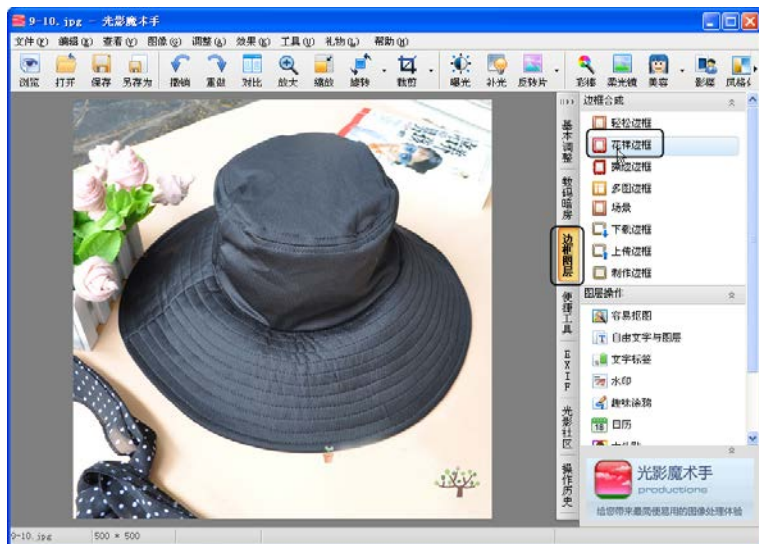 9-10.jpg - 光影魔术手
文件(F) 编辑(E) 查看(V) 图像(G) 调整(A) 效果(K) 工具(U) 礼物(L) 帮助(H)
浏览 打开 保存 另存为 撤销 重做 对比 放大 缩放 旋转 裁剪 曝光 补光 反转片 彩棒 柔光镜 美容 影楼 风格
基本调整
数码暗房
边框图层
便捷工具
EXIF
光影社区
操作历史
边框合成
轻松边框
花样边框
撕边边框
多图边框
场景
下载边框
上传边框
制作边框
图层操作
容易抠图
自由文字与图层
文字标签
水印
趣味涂鸦
日历
光影魔术手
productions
给您带来最简便易用的图像处理体验
9-10.jpg 500 * 500